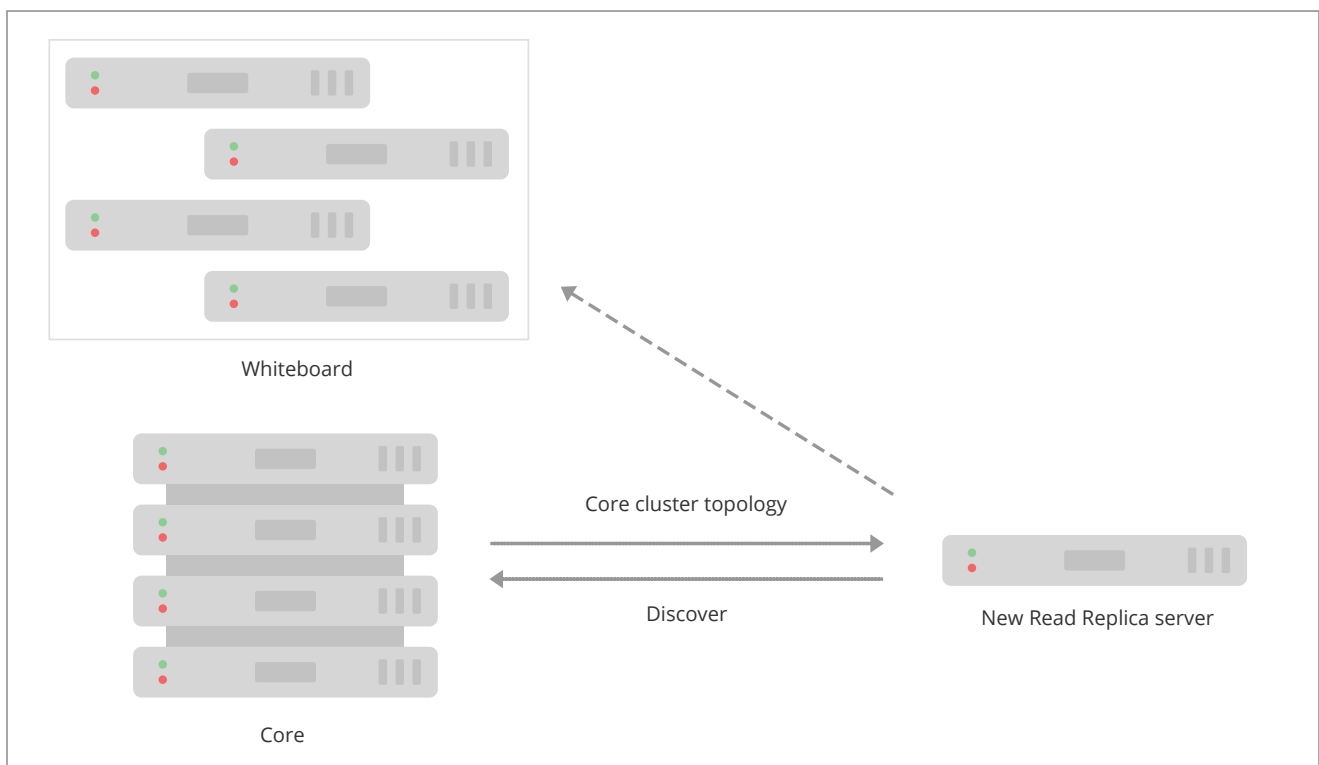 Whiteboard
Core cluster topology
Discover
New Read Replica server
Core